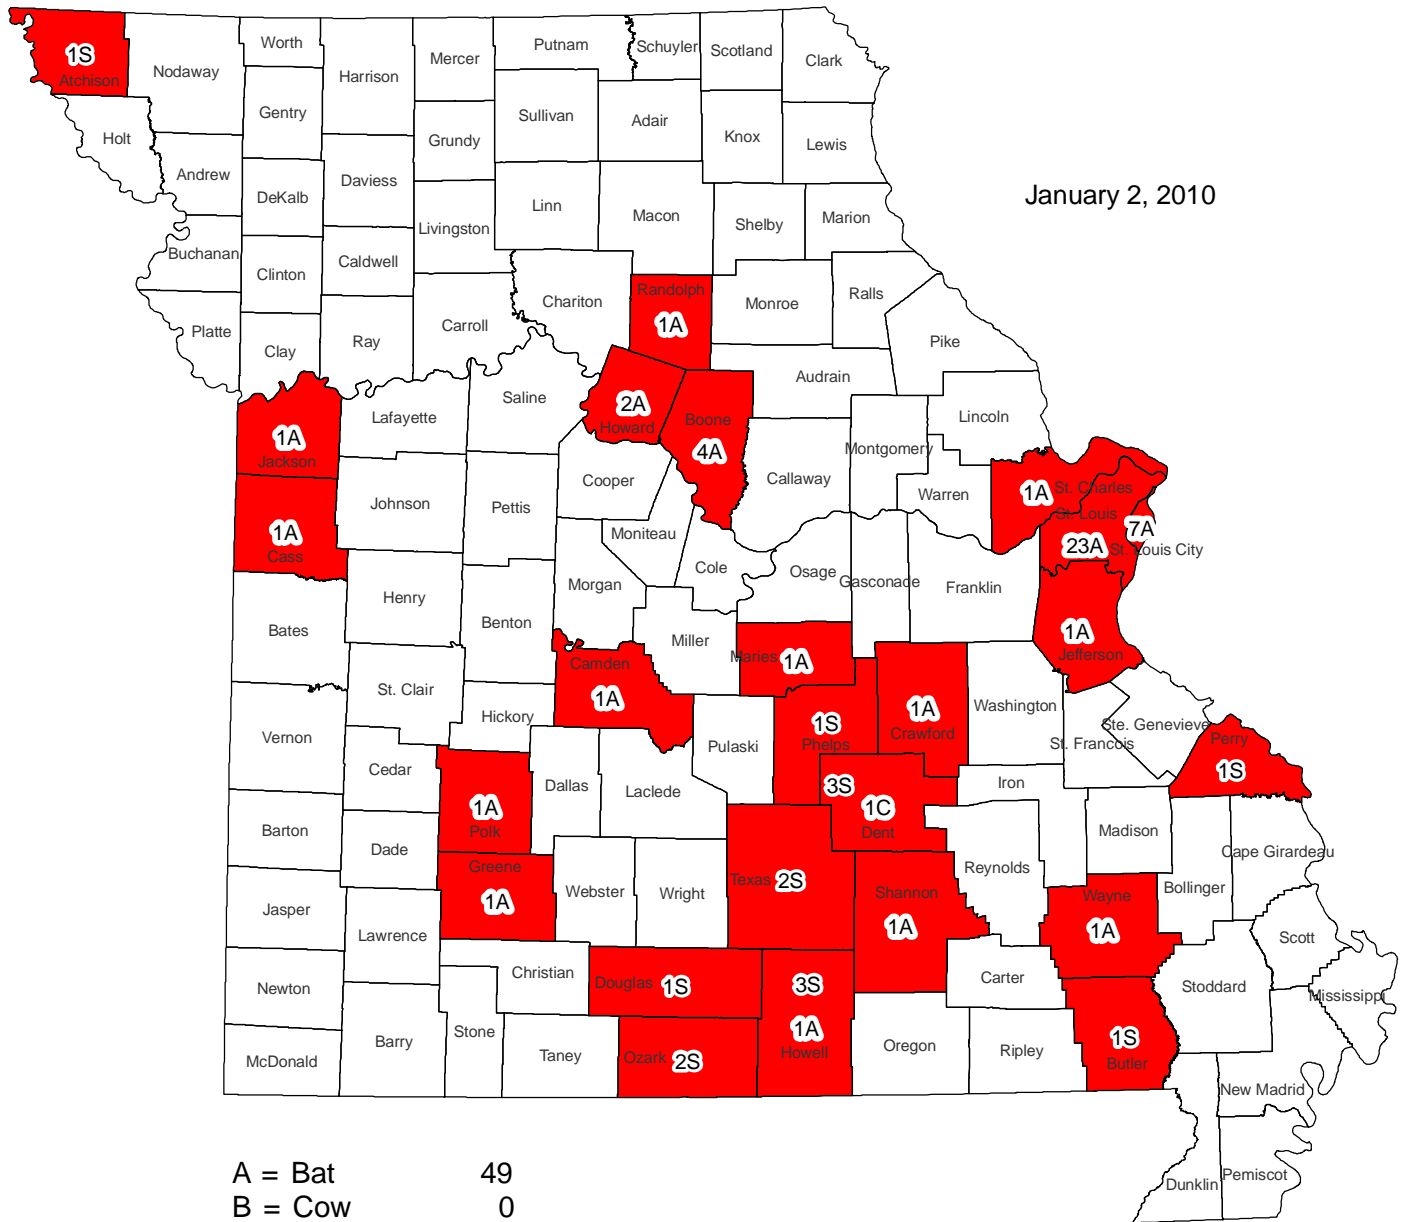 1S
Atchison
Nodaway
Worth
Harrison
Mercer
Putnam
Schuyler
Scotland
Clark
Holt
Gentry
Grundy
Sullivan
Adair
Knox
Lewis
Andrew
DeKalb
Daviess
Livingston
Linn
Macon
Shelby
Marion
January 2, 2010
Buchanan
Clinton
Caldwell
Chariton
Randolph
1A
Monroe
Ralls
Platte
Clay
Ray
Carroll
Pike
Audrain
Saline
2A
Howard
Boone
4A
Lafayette
1A
Jackson
Lincoln
Montgomery
Callaway
Warren
1A
St. Charles
St. Louis
23A
7A
St. Louis City
Cooper
Johnson
Pettis
1A
Cass
Moniteau
Cole
Osage
Gasconade
Franklin
Morgan
Henry
Benton
Bates
Miller
Maries
1A
1A
Jefferson
Camden
1A
St. Clair
Hickory
Vernon
Pulaski
1S
Phelps
1A
Crawford
Washington
St. Francois
Ste. Genevieve
Perry
1S
Cedar
Dallas
Laclede
3S
1C
Dent
Iron
1A
Polk
Barton
Dade
Madison
Cape Girardeau
Greene
1A
Webster
Wright
Texas
2S
Shannon
1A
Reynolds
Wayne
1A
Bollinger
Jasper
Lawrence
Scott
Christian
Douglas
1S
3S
1A
Howell
Carter
Newton
Stoddard
Mississippi
Stone
Barry
Taney
Ozark
2S
Oregon
Ripley
1S
Butler
McDonald
New Madrid
Dunklin
Pemiscot
A = Bat 49
B = Cow 0